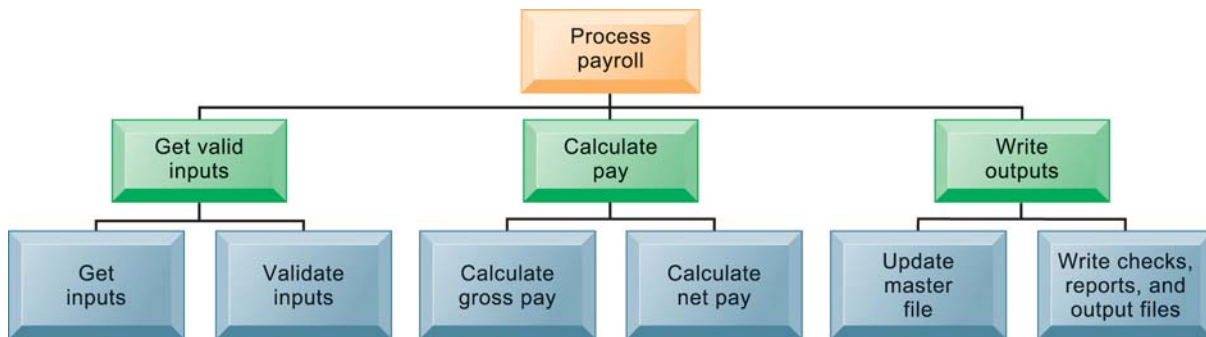 Process
payroll
Get valid
inputs
Calculate
pay
Write
outputs
Get
inputs
Validate
inputs
Calculate
gross pay
Calculate
net pay
Update
master
file
Write checks,
reports, and
output files